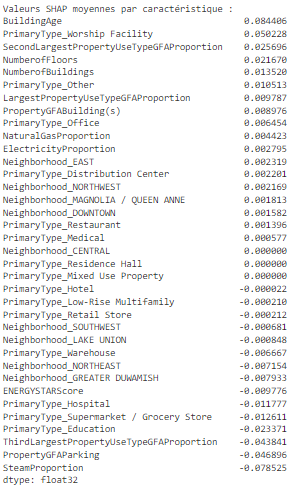 Valeurs SHAP moyennes par caractéristique :
BuildingAge 0.084406
PrimaryType_Worship Facility 0.050228
SecondLargestPropertyUseTypeGFAProportion 0.025696
NumberofFloors 0.021670
NumberofBuildings 0.013520
PrimaryType_Other 0.010513
LargestPropertyUseTypeGFAProportion 0.009787
PropertyGFABuilding(s) 0.008976
PrimaryType_Office 0.006454
NaturalGasProportion 0.004423
ElectricityProportion 0.002795
Neighborhood_EAST 0.002319
PrimaryType_Distribution Center 0.002201
Neighborhood_NORTHWEST 0.002169
Neighborhood_MAGNOLIA / QUEEN ANNE 0.001813
Neighborhood_DOWNTOWN 0.001582
PrimaryType_Restaurant 0.001396
PrimaryType_Medical 0.000577
Neighborhood_CENTRAL 0.000000
PrimaryType_Residence Hall 0.000000
PrimaryType_Mixed Use Property 0.000000
PrimaryType_Hotel -0.000022
PrimaryType_Low-Rise Multifamily -0.000210
PrimaryType_Retail Store -0.000212
Neighborhood_SOUTHWEST -0.000681
Neighborhood_LAKE UNION -0.000848
PrimaryType_Warehouse -0.006667
Neighborhood_NORTHEAST -0.007154
Neighborhood_GREATER DUWAMISH -0.007933
ENERGYSTARScore -0.009776
PrimaryType_Hospital -0.011777
PrimaryType_Supermarket / Grocery Store -0.012611
PrimaryType_Education -0.023371
ThirdLargestPropertyUseTypeGFAProportion -0.043841
PropertyGFAParking -0.046896
SteamProportion -0.078525
dtype: float32